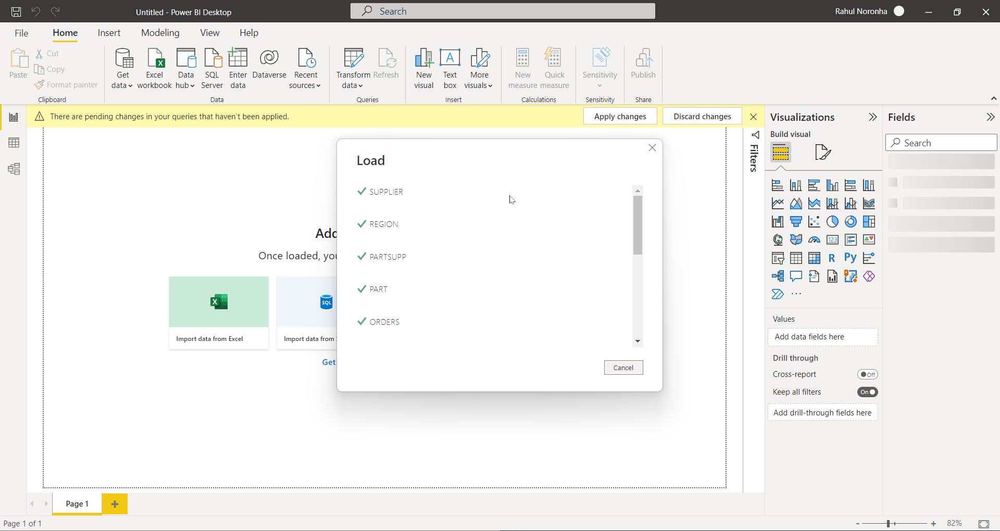 Untitled - Power BI Desktop
Search
Rahul Noronha
File
Home
Insert
Modeling
View
Help
Paste
Cut
Copy
Format painter
Clipboard
Get data
Excel workbook
Data hub
SQL Server
Enter data
Dataverse
Recent sources
Data
Transform data
Refresh
Queries
New visual
Text box
More visuals
Insert
New measure
Quick measure
Calculations
Sensitivity
Sensitivity
Publish
Share
There are pending changes in your queries that haven't been applied.
Apply changes
Discard changes
Filters
Load
SUPPLIER
REGION
PARTSUPP
PART
ORDERS
Cancel
Add
Once loaded, you
SQL
Import data from Excel
Import data from
Get
Visualizations
Build visual
123
R
Py
Values
Add data fields here
Drill through
Cross-report
Off
Keep all filters
On
Add drill-through fields here
Fields
Search
Page 1
Page 1 of 1
82%